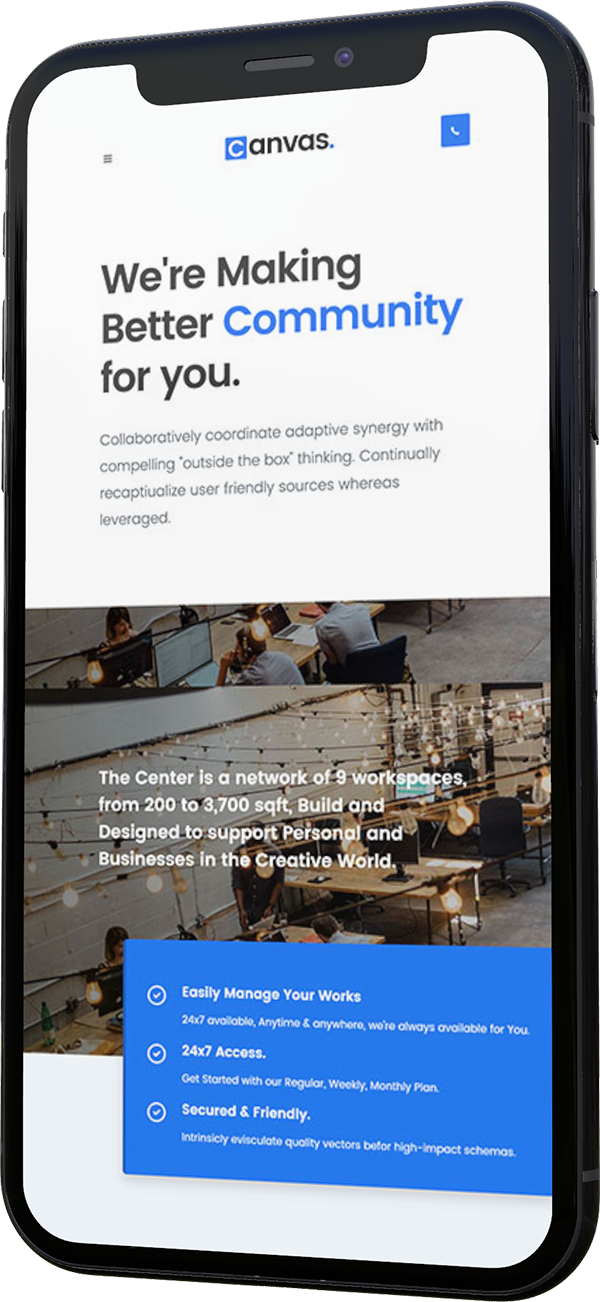 Canvas.
We're Making
Better Community
for you.
Collaboratively coordinate adaptive synergy with
compelling "outside the box" thinking. Continually
recaptiualize user friendly sources whereas
leveraged.
The Center is a network of 9 workspaces,
from 200 to 3,700 sqft, Build and
Designed to support Personal and
Businesses in the Creative World.
Easily Manage Your Works
24x7 available, Anytime & anywhere, we're always available for You.
24x7 Access.
Get Started with our Regular, Weekly, Monthly Plan.
Secured & Friendly.
Intrinsicly evisculate quality vectors befor high-impact schemas.